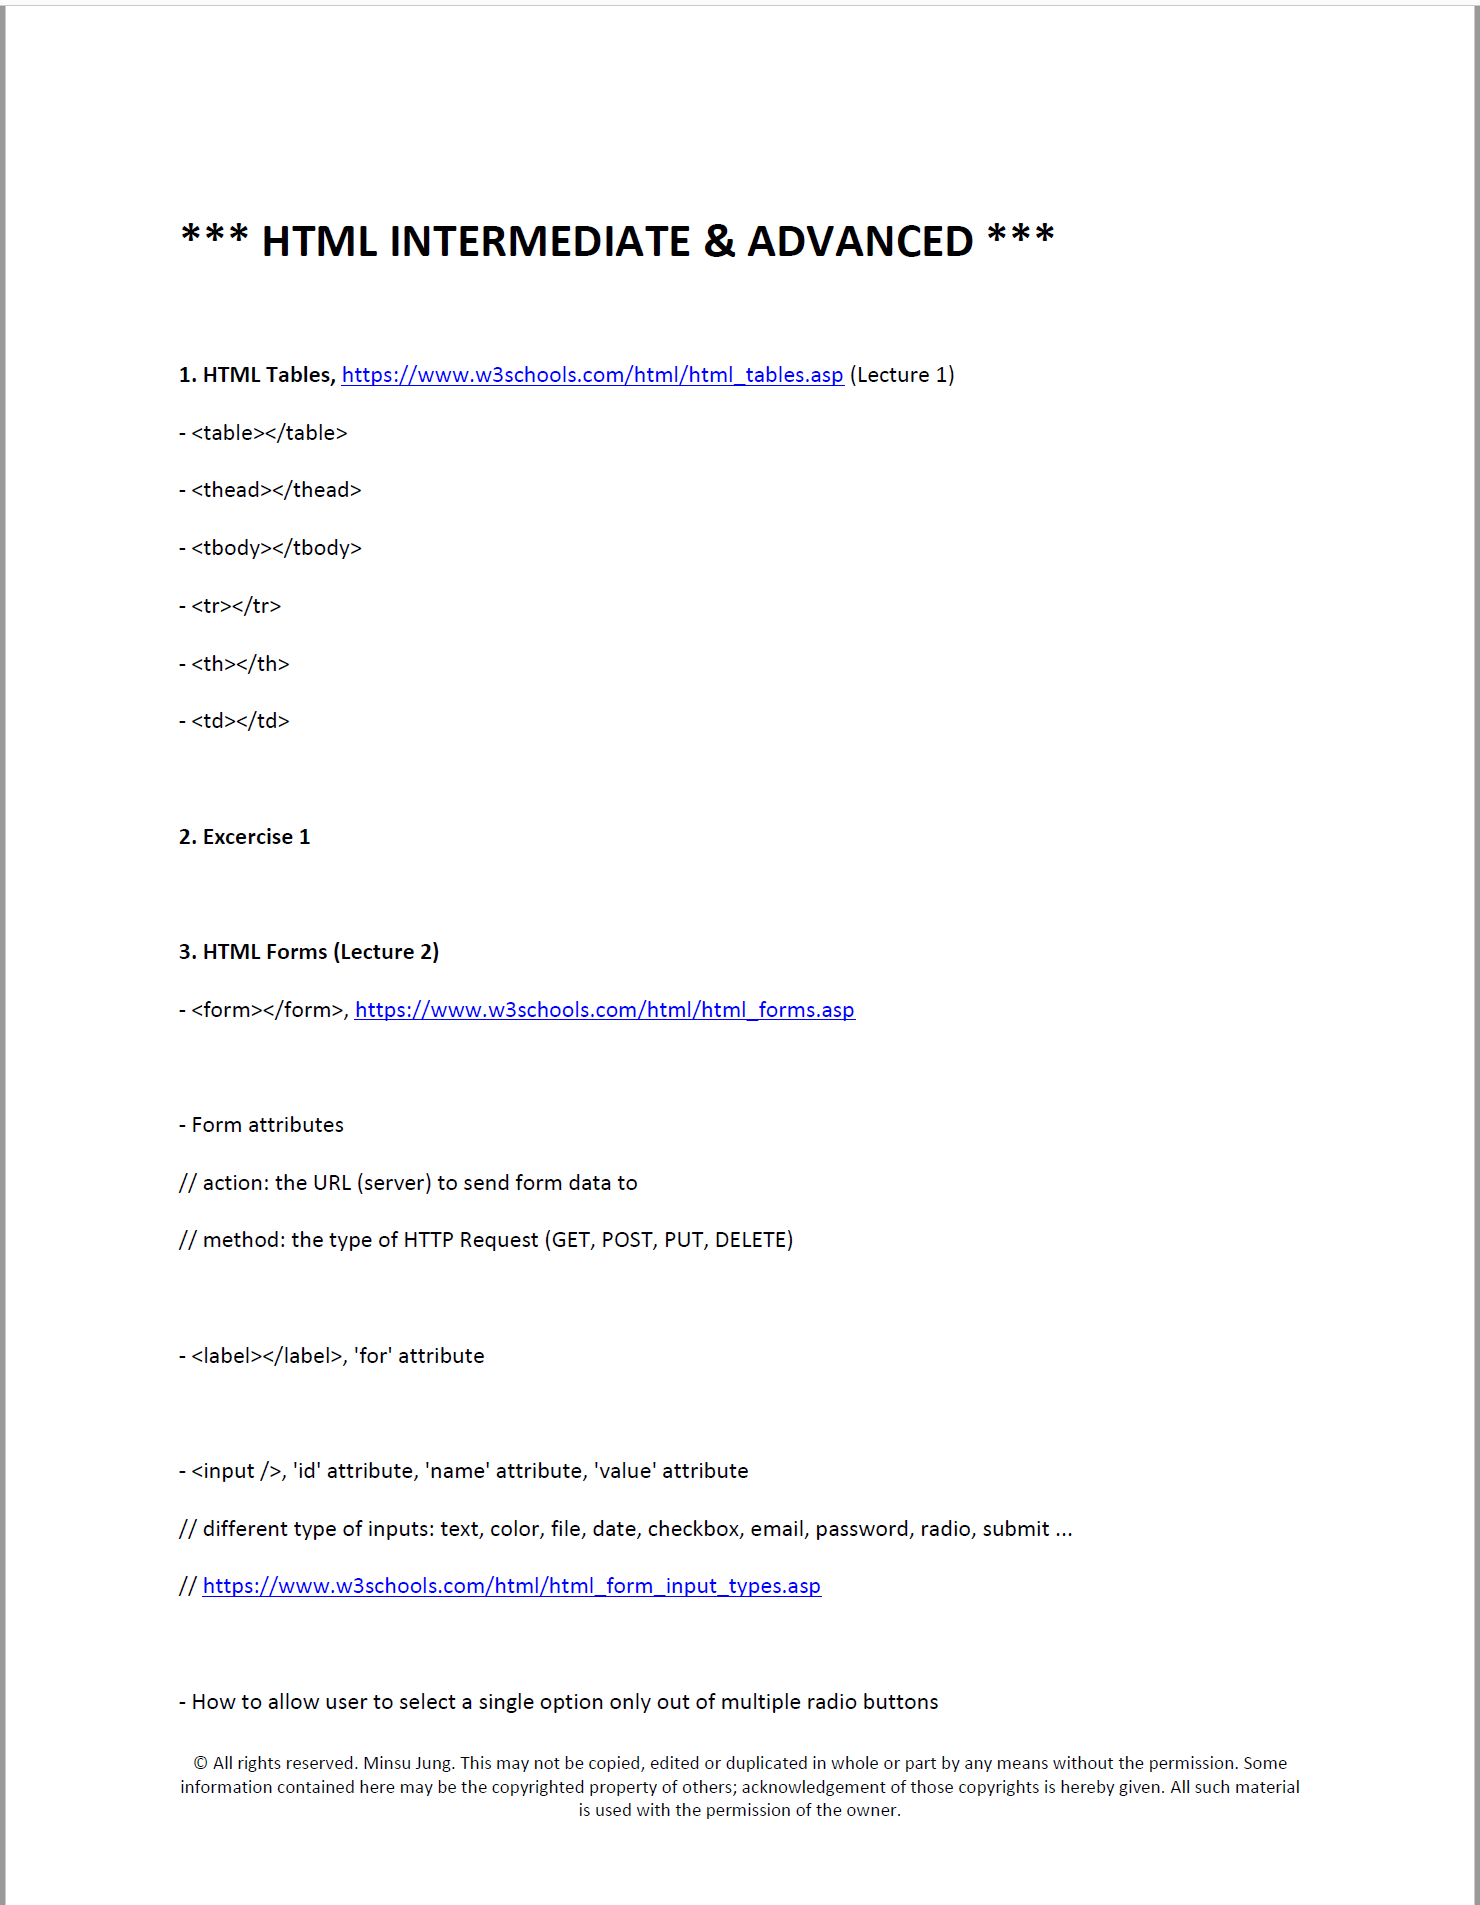 *** HTML INTERMEDIATE & ADVANCED ***
1. HTML Tables, https://www.w3schools.com/html/html_tables.asp (Lecture 1)
- <table></table>
- <thead></thead>
- <tbody></tbody>
- <tr></tr>
- <th></th>
- <td></td>
2. Excercise 1
3. HTML Forms (Lecture 2)
- <form></form>, https://www.w3schools.com/html/html_forms.asp
- Form attributes
// action: the URL (server) to send form data to
// method: the type of HTTP Request (GET, POST, PUT, DELETE)
- <label></label>, 'for' attribute
- <input />, 'id' attribute, 'name' attribute, 'value' attribute
// different type of inputs: text, color, file, date, checkbox, email, password, radio, submit ...
// https://www.w3schools.com/html/html_form_input_types.asp
- How to allow user to select a single option only out of multiple radio buttons
© All rights reserved. Minsu Jung. This may not be copied, edited or duplicated in whole or part by any means without the permission. Some
information contained here may be the copyrighted property of others; acknowledgement of those copyrights is hereby given. All such material
is used with the permission of the owner.